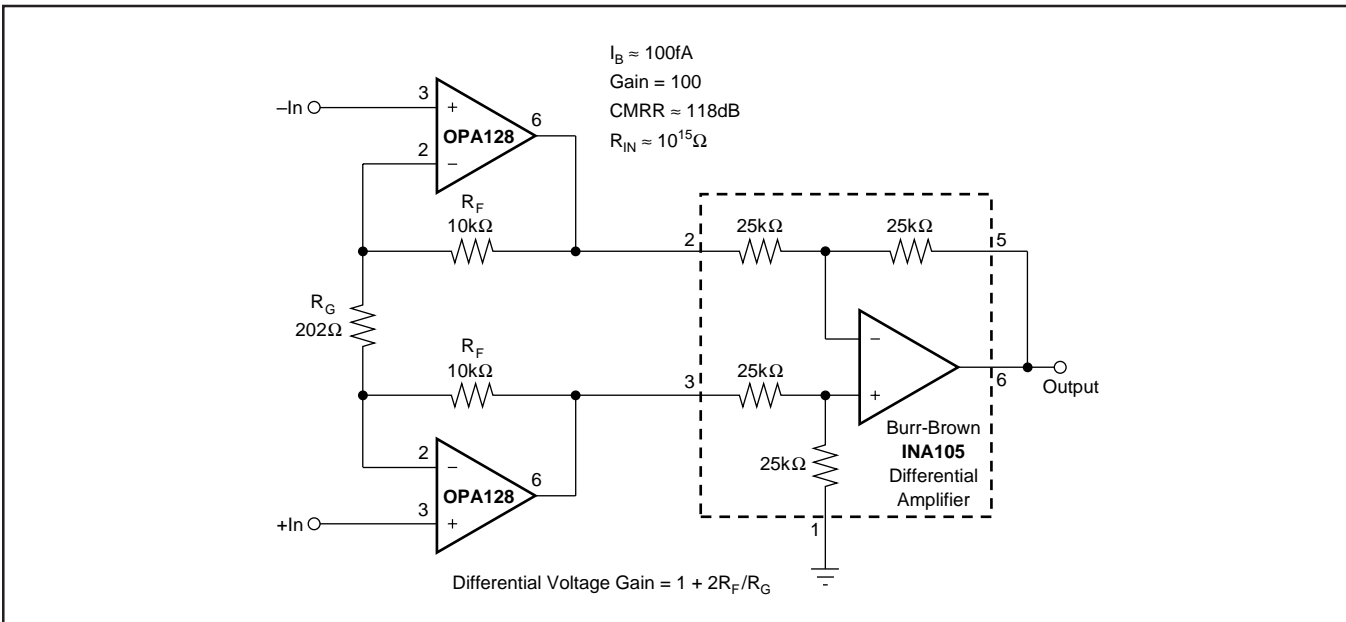 I_B ≈ 100fA
Gain = 100
CMRR ≈ 118dB
R_IN ≈ 10^15Ω
–In
3
+
OPA128
6
2
–
R_F
10kΩ
R_G
202Ω
R_F
10kΩ
2
–
OPA128
6
3
+
+In
2
25kΩ
25kΩ
5
–
3
25kΩ
+
6
Output
25kΩ
1
Burr-Brown
INA105
Differential
Amplifier
Differential Voltage Gain = 1 + 2R_F/R_G